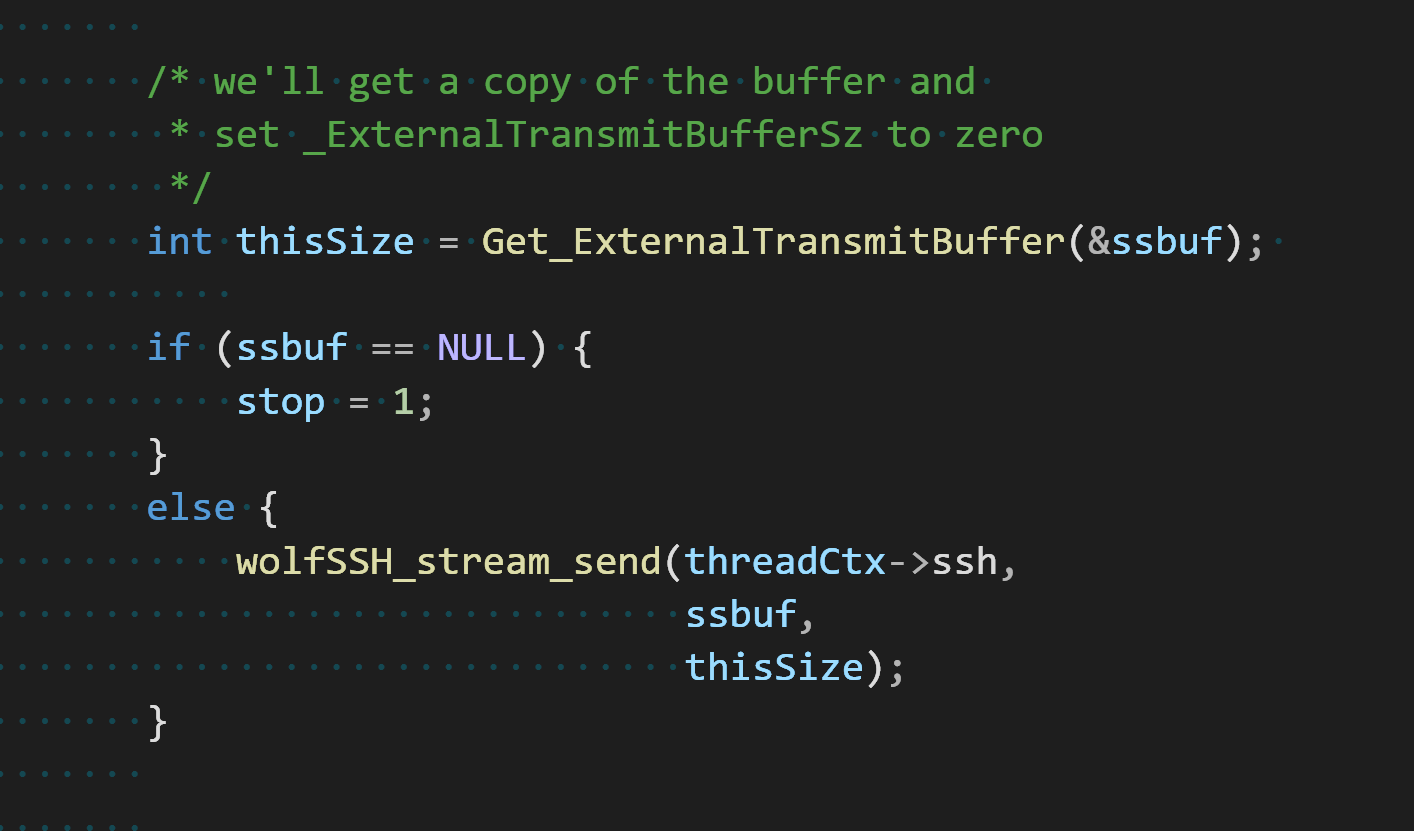 /* we'll get a copy of the buffer and
* set _ExternalTransmitBufferSz to zero
*/
int thisSize = Get_ExternalTransmitBuffer(&ssbuf);
if (ssbuf == NULL) {
stop = 1;
}
else {
wolfSSH_stream_send(threadCtx->ssh,
ssbuf,
thisSize);
}